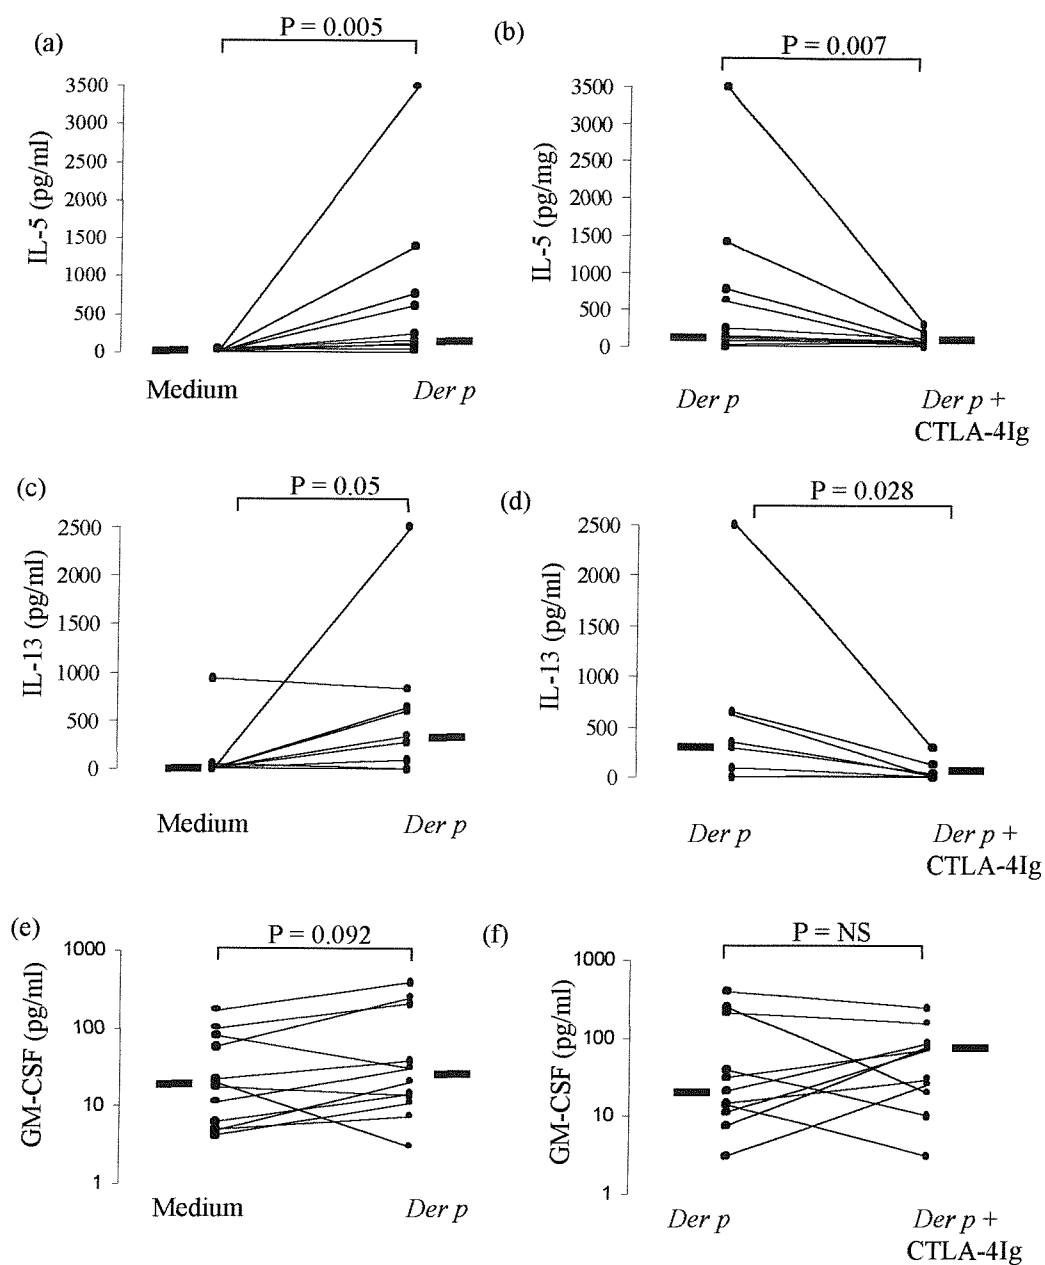 (a)
P = 0.005
IL-5 (pg/ml)
3500
3000
2500
2000
1500
1000
500
0
Medium
Der p
(b)
P = 0.007
IL-5 (pg/mg)
3500
3000
2500
2000
1500
1000
500
0
Der p
Der p +
CTLA-4Ig
(c)
P = 0.05
IL-13 (pg/ml)
2500
2000
1500
1000
500
0
Medium
Der p
(d)
P = 0.028
IL-13 (pg/ml)
2500
2000
1500
1000
500
0
Der p
Der p +
CTLA-4Ig
(e)
P = 0.092
GM-CSF (pg/ml)
1000
100
10
1
Medium
Der p
(f)
P = NS
GM-CSF (pg/ml)
1000
100
10
1
Der p
Der p +
CTLA-4Ig